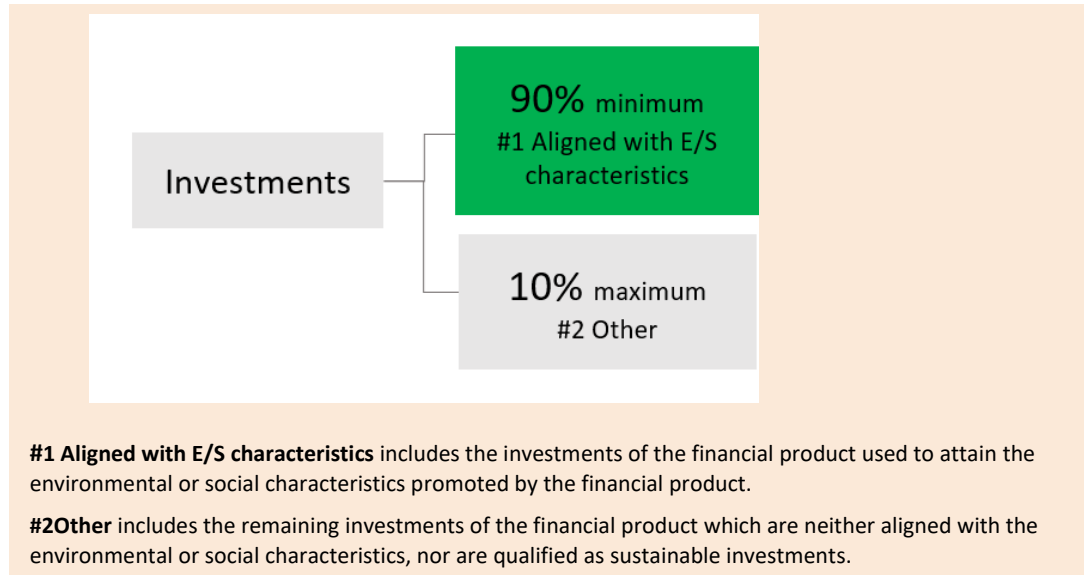 90% minimum
#1 Aligned with E/S
characteristics
Investments
10% maximum
#2 Other
#1 Aligned with E/S characteristics includes the investments of the financial product used to attain the
environmental or social characteristics promoted by the financial product.
#2Other includes the remaining investments of the financial product which are neither aligned with the
environmental or social characteristics, nor are qualified as sustainable investments.